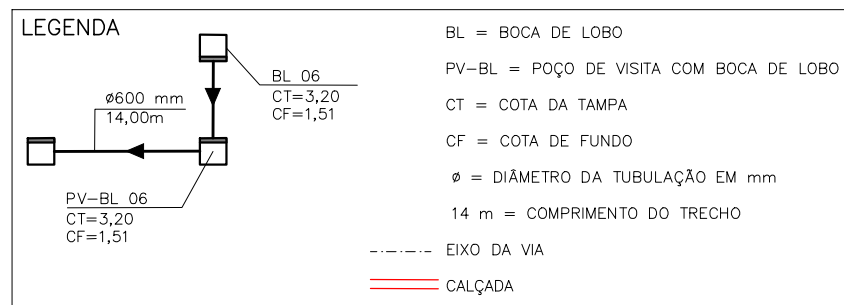 LEGENDA
BL 06
CT=3,20
CF=1,51
ø600 mm
14,00m
PV-BL 06
CT=3,20
CF=1,51
BL = BOCA DE LOBO
PV-BL = POÇO DE VISITA COM BOCA DE LOBO
CT = COTA DA TAMPA
CF = COTA DE FUNDO
ø = DIÂMETRO DA TUBULAÇÃO EM mm
14 m = COMPRIMENTO DO TRECHO
EIXO DA VIA
CALÇADA